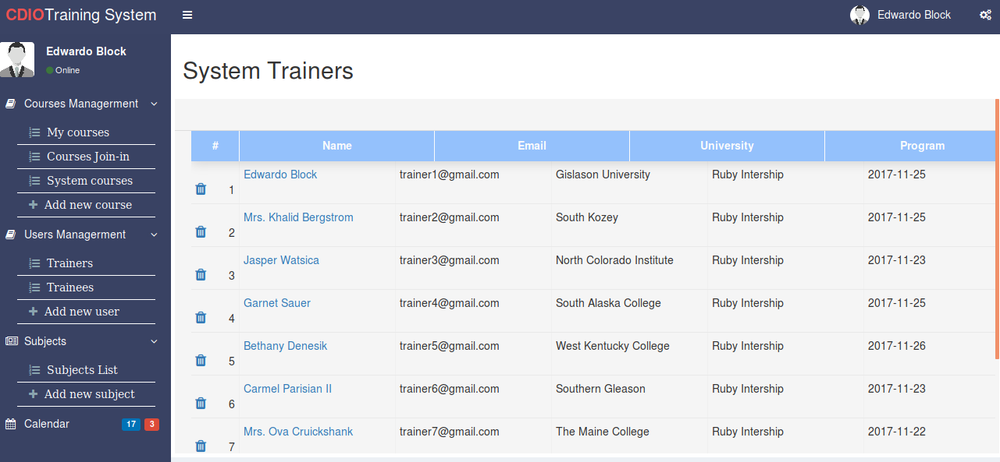 CDIOTraining System
Edwardo Block
Edwardo Block
Online
Courses Managerment
My courses
Courses Join-in
System courses
Add new course
Users Managerment
Trainers
Trainees
Add new user
Subjects
Subjects List
Add new subject
Calendar 17 3
System Trainers
# Name Email University Program
1 Edwardo Block trainer1@gmail.com Gislason University Ruby Intership 2017-11-25
2 Mrs. Khalid Bergstrom trainer2@gmail.com South Kozey Ruby Intership 2017-11-25
3 Jasper Watsica trainer3@gmail.com North Colorado Institute Ruby Intership 2017-11-23
4 Garnet Sauer trainer4@gmail.com South Alaska College Ruby Intership 2017-11-25
5 Bethany Denesik trainer5@gmail.com West Kentucky College Ruby Intership 2017-11-26
6 Carmel Parisian II trainer6@gmail.com Southern Gleason Ruby Intership 2017-11-23
7 Mrs. Ova Cruickshank trainer7@gmail.com The Maine College Ruby Intership 2017-11-22